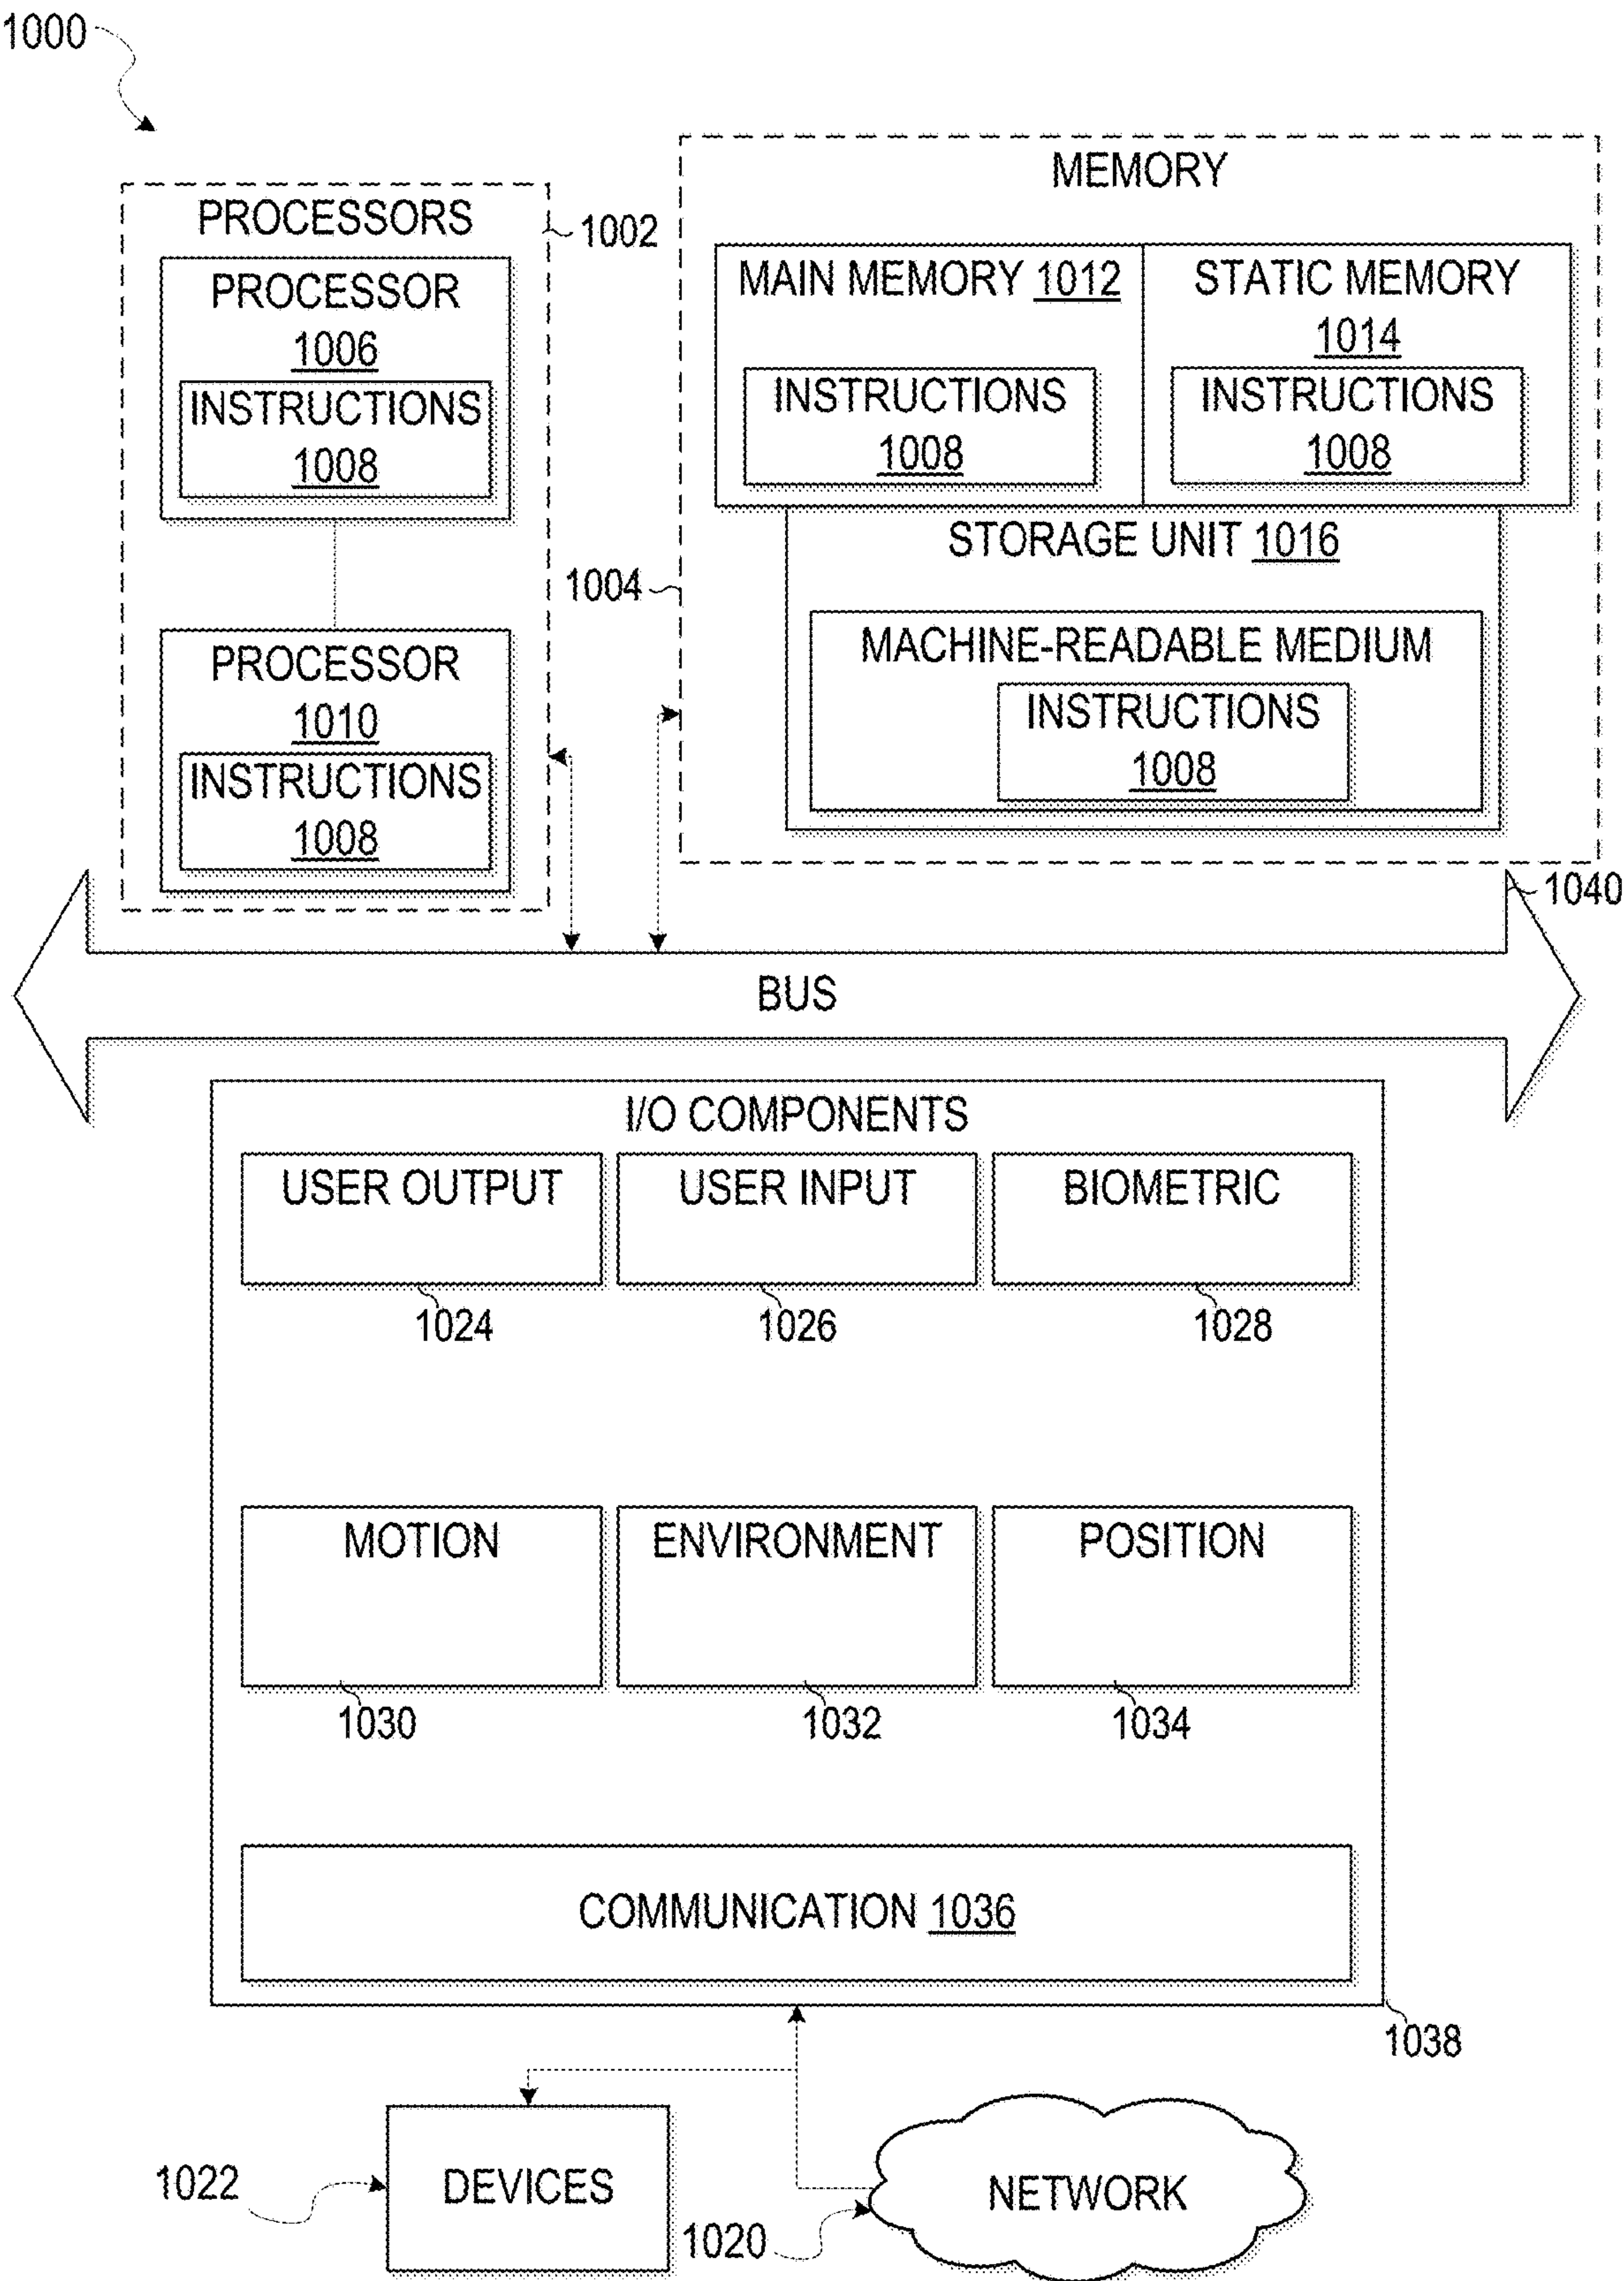 1000
PROCESSORS
1002
PROCESSOR
1006
INSTRUCTIONS
1008
PROCESSOR
1010
INSTRUCTIONS
1008
MEMORY
MAIN MEMORY 1012
INSTRUCTIONS
1008
STATIC MEMORY
1014
INSTRUCTIONS
1008
1004
STORAGE UNIT 1016
MACHINE-READABLE MEDIUM
INSTRUCTIONS
1008
1040
BUS
I/O COMPONENTS
USER OUTPUT
1024
USER INPUT
1026
BIOMETRIC
1028
MOTION
1030
ENVIRONMENT
1032
POSITION
1034
COMMUNICATION 1036
1038
1022
DEVICES
1020
NETWORK